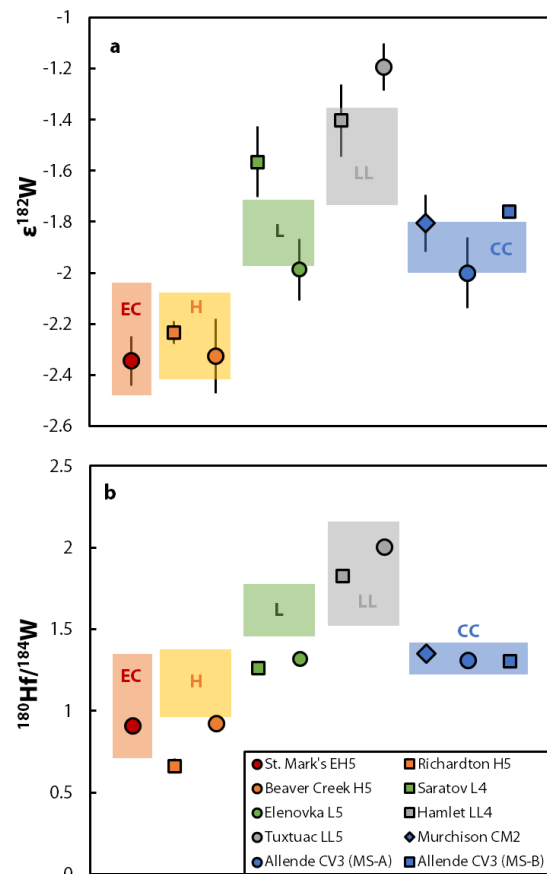 -1
a
-1.2
-1.4
LL
-1.6
ε182W
-1.8
L
CC
-2
EC
H
-2.2
-2.4
-2.6
2.5
b
2
LL
L
180Hf/184W
1.5
CC
EC
H
1
0.5
0
St. Mark's EH5
Richardton H5
Beaver Creek H5
Saratov L4
Elenovka L5
Hamlet LL4
Tuxtuac LL5
Murchison CM2
Allende CV3 (MS-A)
Allende CV3 (MS-B)